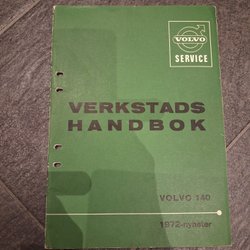 VOLVO
SERVICE
VERKSTADS
HANDBOK
VOLVO 140
1972-nyheter